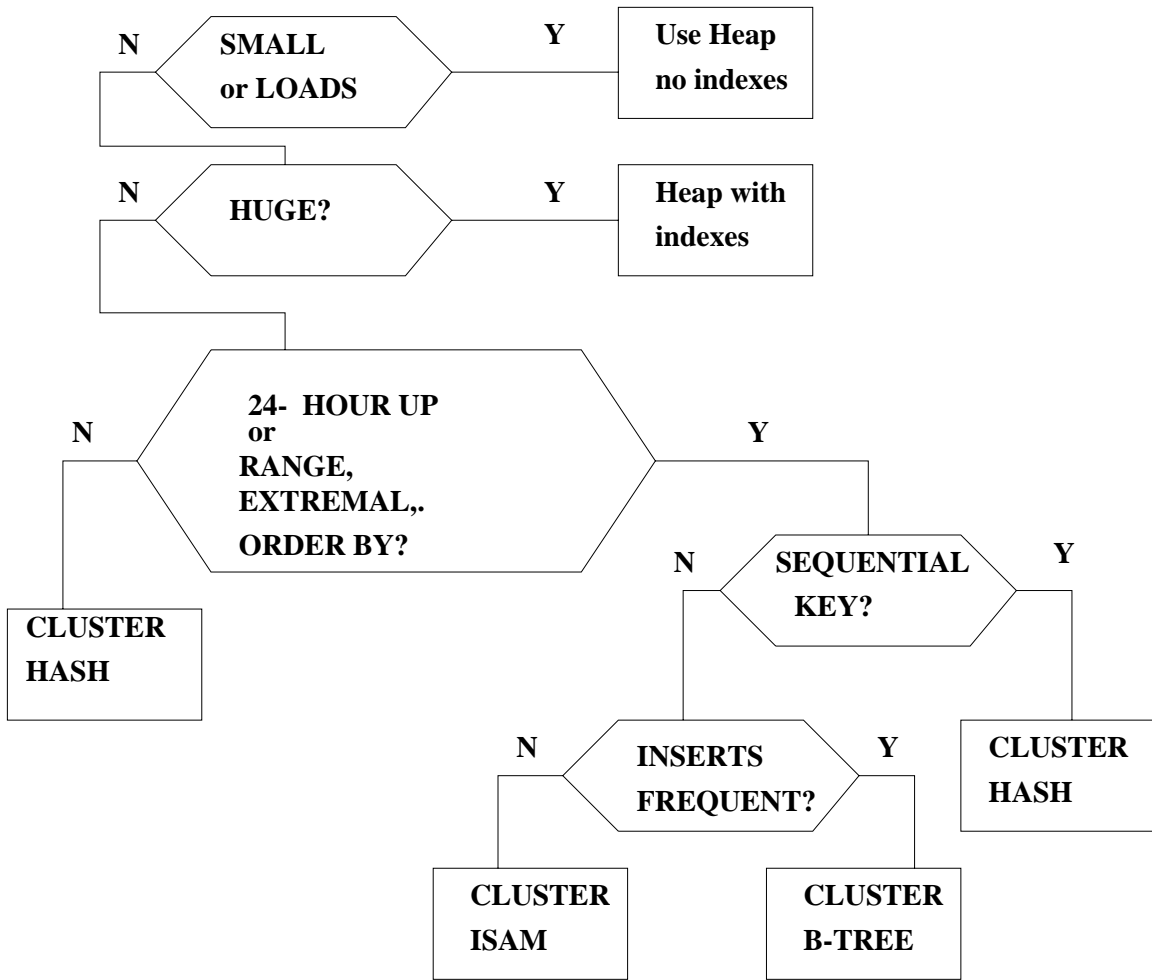 N
SMALL
or LOADS
Y
Use Heap
no indexes
N
HUGE?
Y
Heap with
indexes
N
24- HOUR UP
or
RANGE,
EXTREMAL,.
ORDER BY?
Y
CLUSTER
HASH
N
SEQUENTIAL
KEY?
Y
N
INSERTS
FREQUENT?
Y
CLUSTER
HASH
CLUSTER
ISAM
CLUSTER
B-TREE